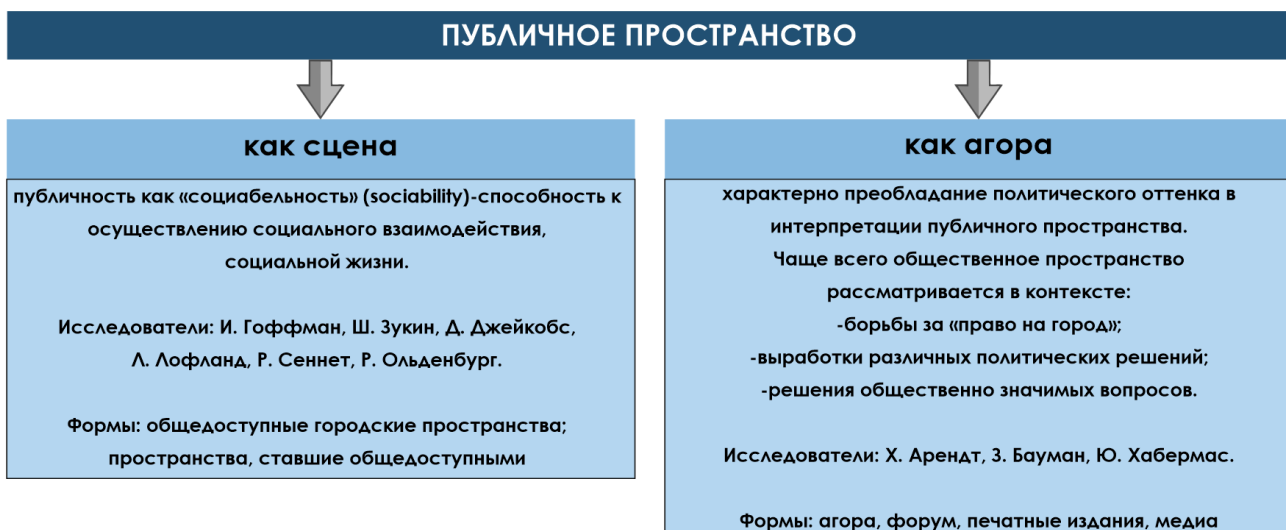 ПУБЛИЧНОЕ ПРОСТРАНСТВО
как сцена
публичность как «социабельность» (sociability)-способность к
осуществлению социального взаимодействия,
социальной жизни.
Исследователи: И. Гоффман, Ш. Зукин, Д. Джейкобс,
Л. Лофланд, Р. Сеннет, Р. Ольденбург.
Формы: общедоступные городские пространства;
пространства, ставшие общедоступными
как агора
характерно преобладание политического оттенка в
интерпретации публичного пространства.
Чаще всего общественное пространство
рассматривается в контексте:
-борьбы за «право на город»;
-выработки различных политических решений;
-решения общественно значимых вопросов.
Исследователи: Х. Арендт, З. Бауман, Ю. Хабермас.
Формы: агора, форум, печатные издания, медиа